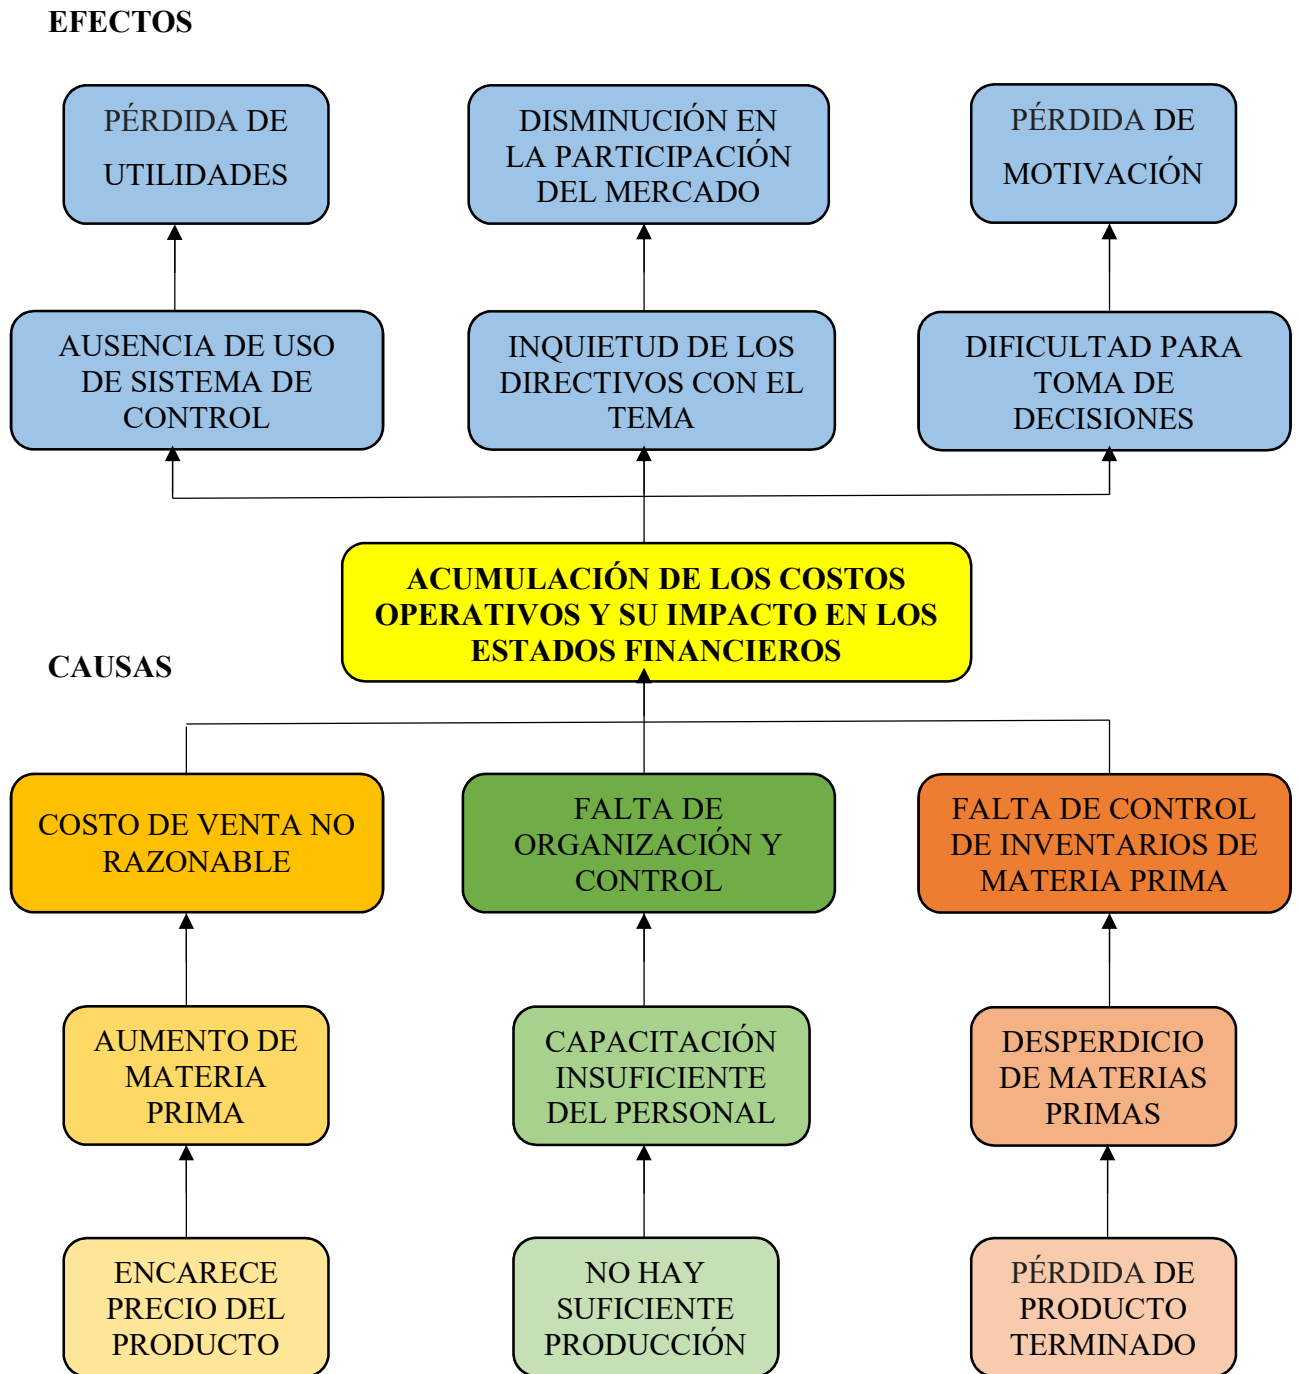 EFECTOS
PÉRDIDA DE
UTILIDADES
DISMINUCIÓN EN
LA PARTICIPACIÓN
DEL MERCADO
PÉRDIDA DE
MOTIVACIÓN
AUSENCIA DE USO
DE SISTEMA DE
CONTROL
INQUIETUD DE LOS
DIRECTIVOS CON EL
TEMA
DIFICULTAD PARA
TOMA DE
DECISIONES
ACUMULACIÓN DE LOS COSTOS
OPERATIVOS Y SU IMPACTO EN LOS
ESTADOS FINANCIEROS
CAUSAS
COSTO DE VENTA NO
RAZONABLE
FALTA DE
ORGANIZACIÓN Y
CONTROL
FALTA DE CONTROL
DE INVENTARIOS DE
MATERIA PRIMA
AUMENTO DE
MATERIA
PRIMA
CAPACITACIÓN
INSUFICIENTE
DEL PERSONAL
DESPERDICIO
DE MATERIAS
PRIMAS
ENCARECE
PRECIO DEL
PRODUCTO
NO HAY
SUFICIENTE
PRODUCCIÓN
PÉRDIDA DE
PRODUCTO
TERMINADO